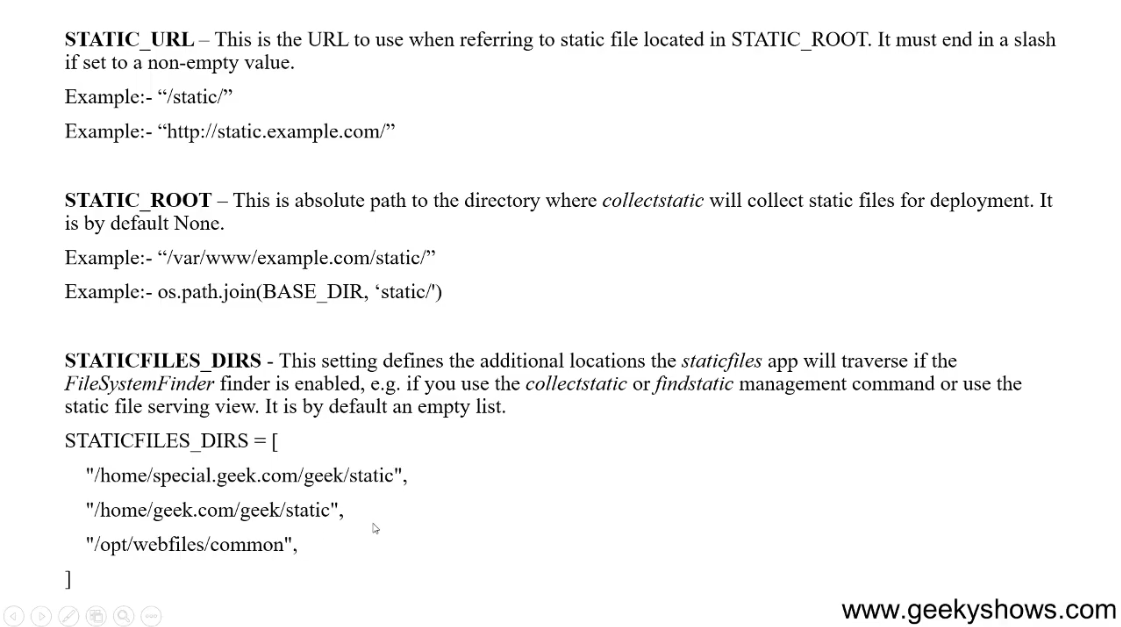 STATIC_URL – This is the URL to use when referring to static file located in STATIC_ROOT. It must end in a slash
if set to a non-empty value.
Example:- “/static/”
Example:- “http://static.example.com/”
STATIC_ROOT – This is absolute path to the directory where collectstatic will collect static files for deployment. It
is by default None.
Example:- “/var/www/example.com/static/”
Example:- os.path.join(BASE_DIR, ‘static/')
STATICFILES_DIRS - This setting defines the additional locations the staticfiles app will traverse if the
FileSystemFinder finder is enabled, e.g. if you use the collectstatic or findstatic management command or use the
static file serving view. It is by default an empty list.
STATICFILES_DIRS = [
"/home/special.geek.com/geek/static",
"/home/geek.com/geek/static",
"/opt/webfiles/common",
]
www.geekyshows.com